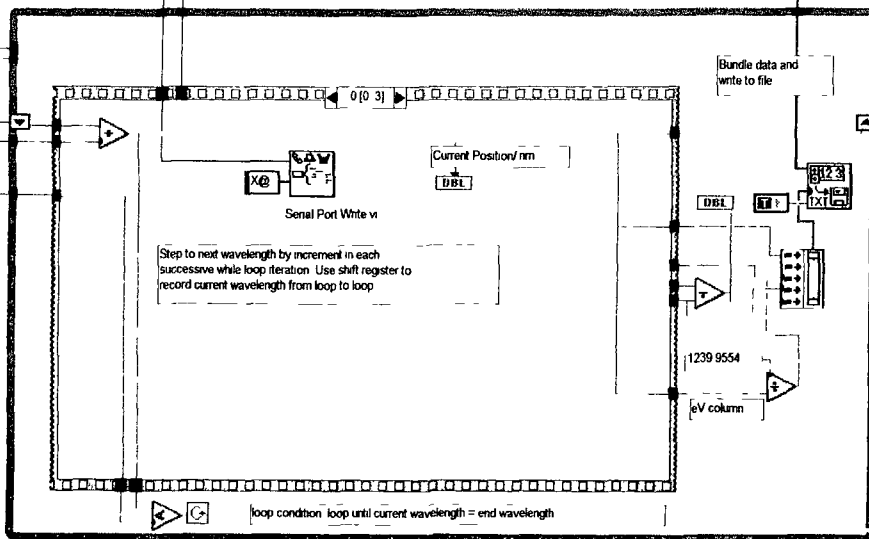 Bundle data and
write to file
0 [0 3]
Current Position/ nm
DBL
X@
Serial Port Write vi
DBL
T
123
TXT
Step to next wavelength by increment in each
successive while loop iteration Use shift register to
record current wavelength from loop to loop
1239 9554
eV column
loop condition loop until current wavelength = end wavelength